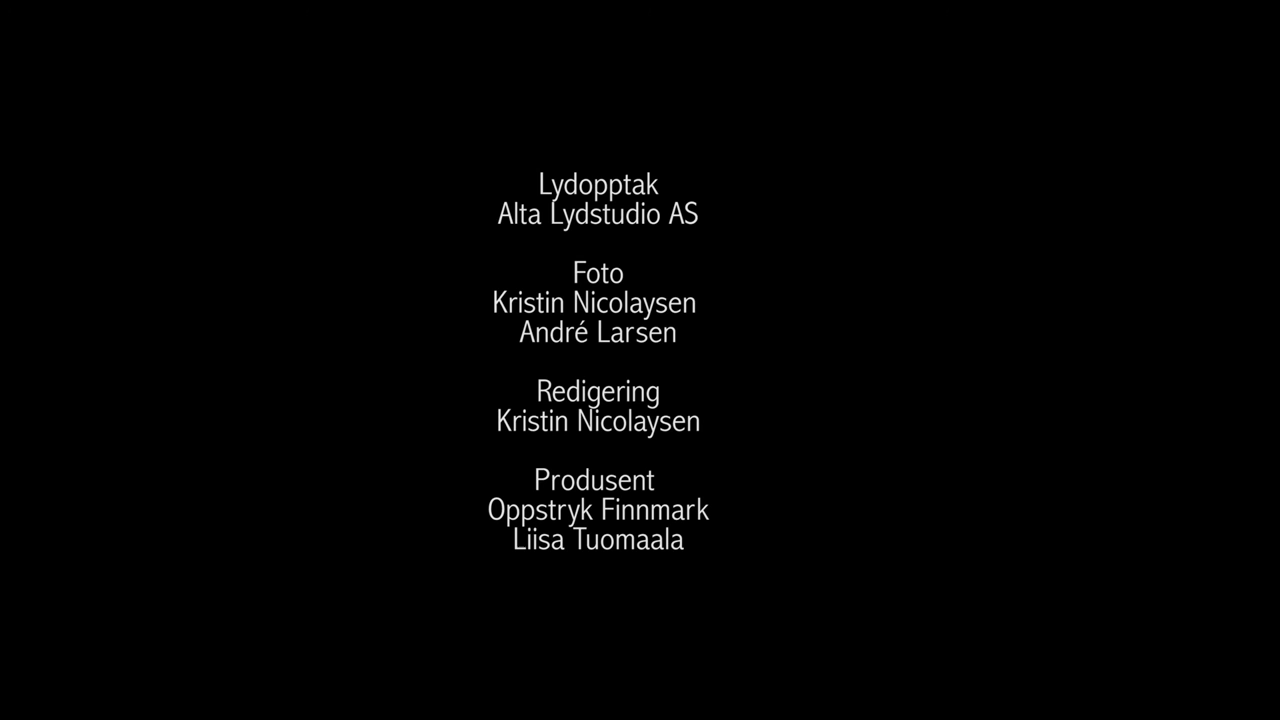 Lydopptak
Alta Lydstudio AS
Foto
Kristin Nicolaysen
André Larsen
Redigering
Kristin Nicolaysen
Produsent
Oppstryk Finnmark
Liisa Tuomaala